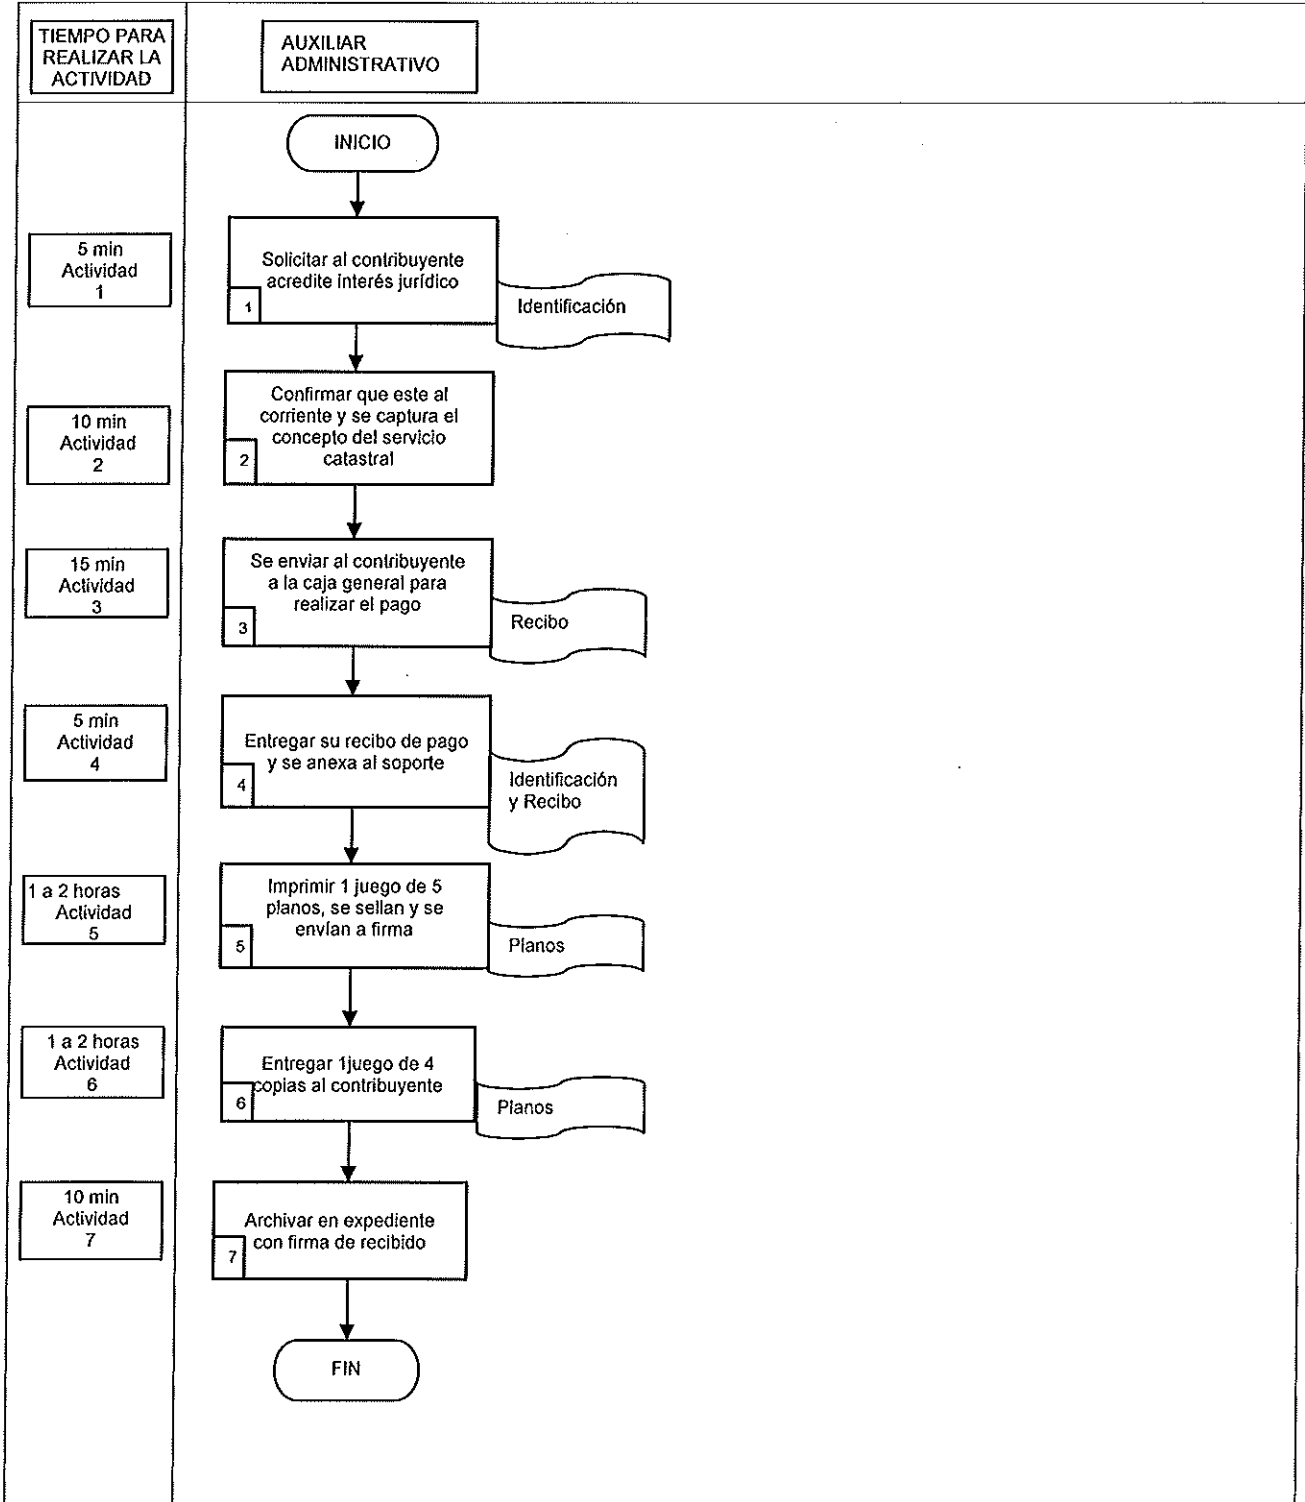 TIEMPO PARA
REALIZAR LA
ACTIVIDAD
AUXILIAR
ADMINISTRATIVO
INICIO
5 min
Actividad
1
Solicitar al contribuyente
acredite interés jurídico
1
Identificación
10 min
Actividad
2
Confirmar que este al
corriente y se captura el
concepto del servicio
catastral
2
15 min
Actividad
3
Se enviar al contribuyente
a la caja general para
realizar el pago
3
Recibo
5 min
Actividad
4
Entregar su recibo de pago
y se anexa al soporte
4
Identificación
y Recibo
1 a 2 horas
Actividad
5
Imprimir 1 juego de 5
planos, se sellan y se
envían a firma
5
Planos
1 a 2 horas
Actividad
6
Entregar 1juego de 4
copias al contribuyente
6
Planos
10 min
Actividad
7
Archivar en expediente
con firma de recibido
7
FIN